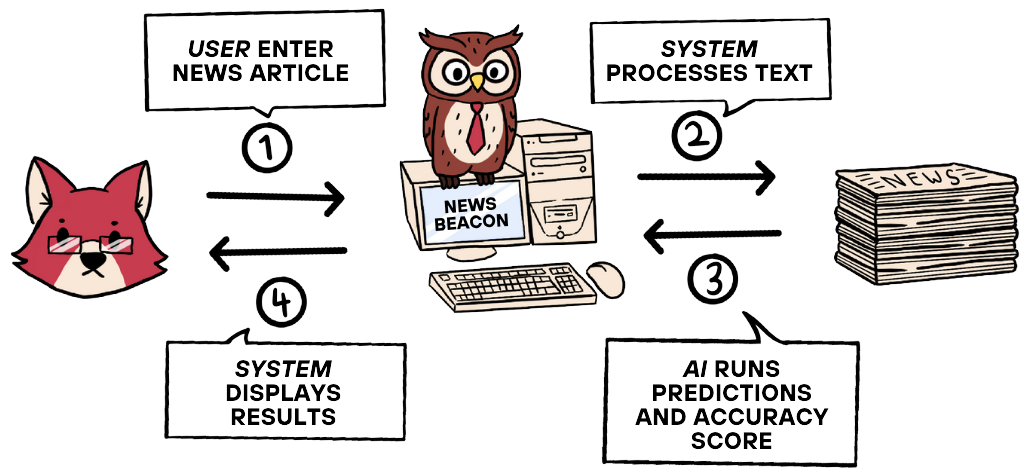 USER ENTER
NEWS ARTICLE
1
SYSTEM
PROCESSES TEXT
2
NEWS
BEACON
NEWS
3
AI RUNS
PREDICTIONS
AND ACCURACY
SCORE
4
SYSTEM
DISPLAYS
RESULTS